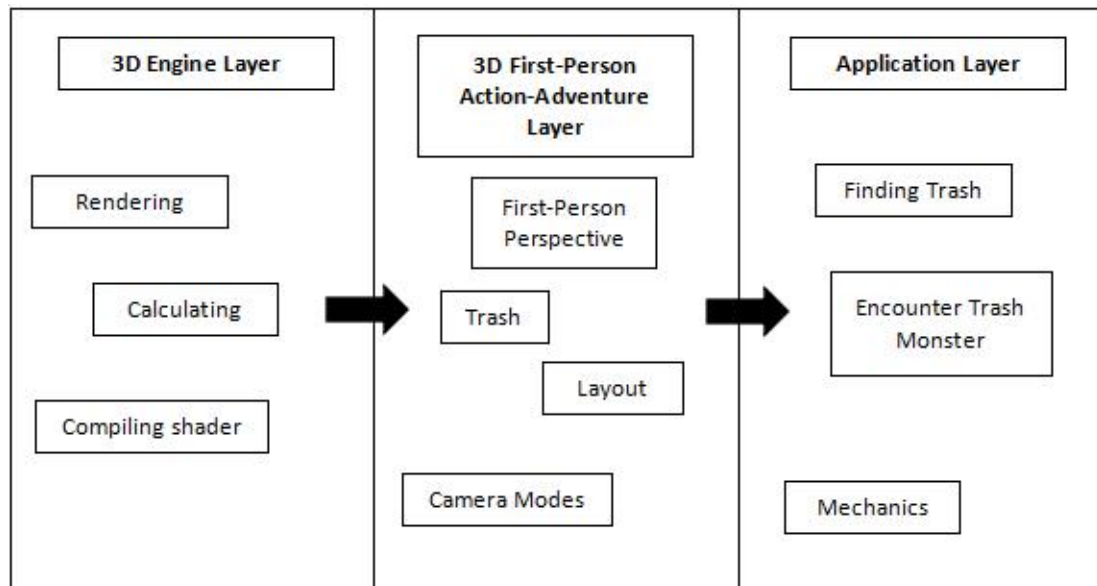 3D Engine Layer
Rendering
Calculating
Compiling shader
3D First-Person
Action-Adventure
Layer
First-Person
Perspective
Trash
Layout
Camera Modes
Application Layer
Finding Trash
Encounter Trash
Monster
Mechanics